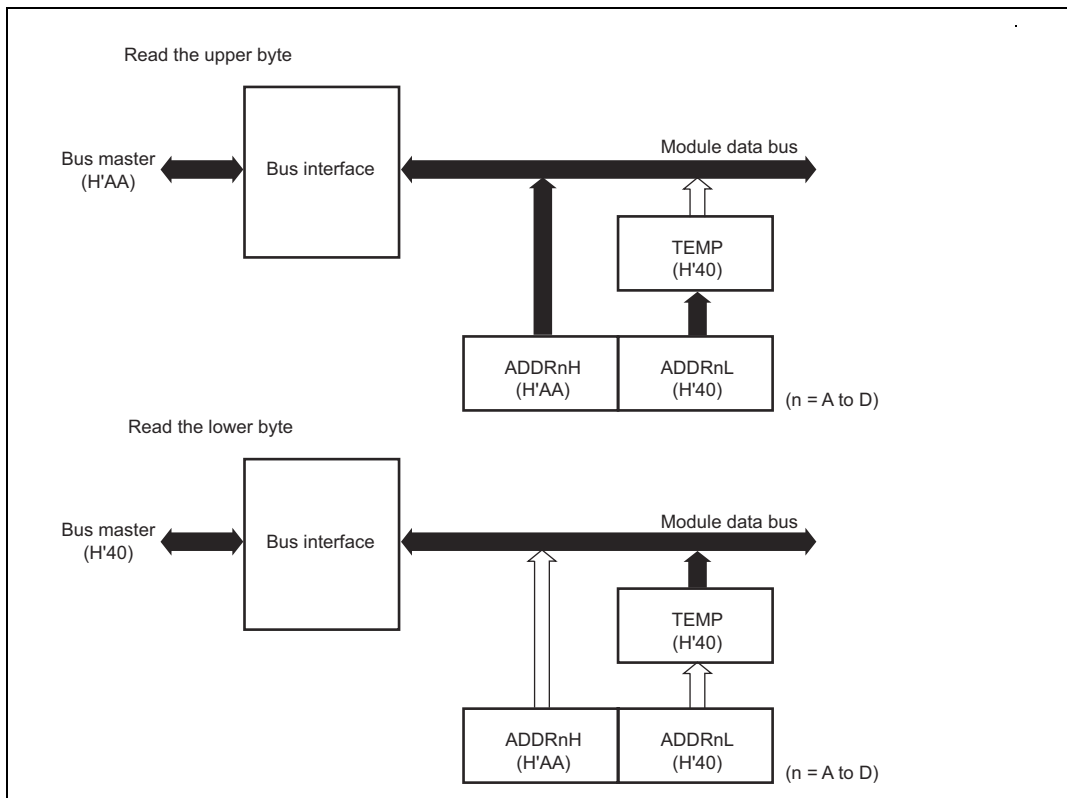 Read the upper byte
Bus master
(H'AA)
Bus interface
Module data bus
TEMP
(H'40)
ADDRnH
(H'AA)
ADDRnL
(H'40)
(n = A to D)
Read the lower byte
Bus master
(H'40)
Bus interface
Module data bus
TEMP
(H'40)
ADDRnH
(H'AA)
ADDRnL
(H'40)
(n = A to D)